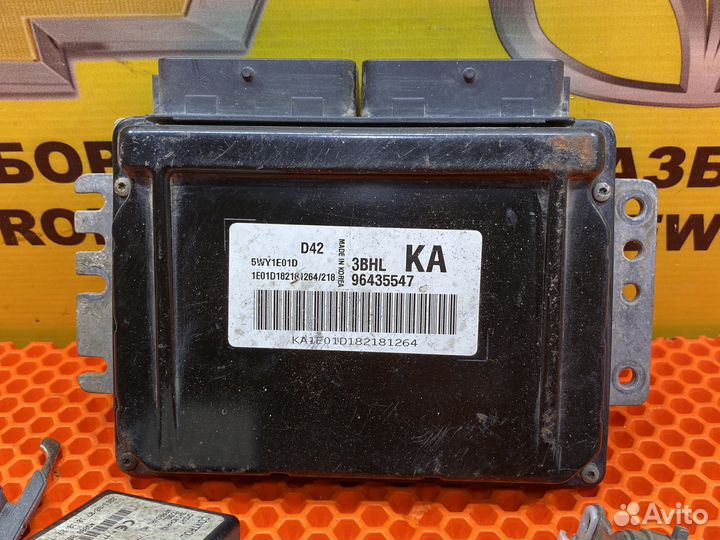 D42
5WY1E01D
1E01D182181264/218
MADE IN KOREA
3BHL KA
96435547
KA1E01D182181264
Avito